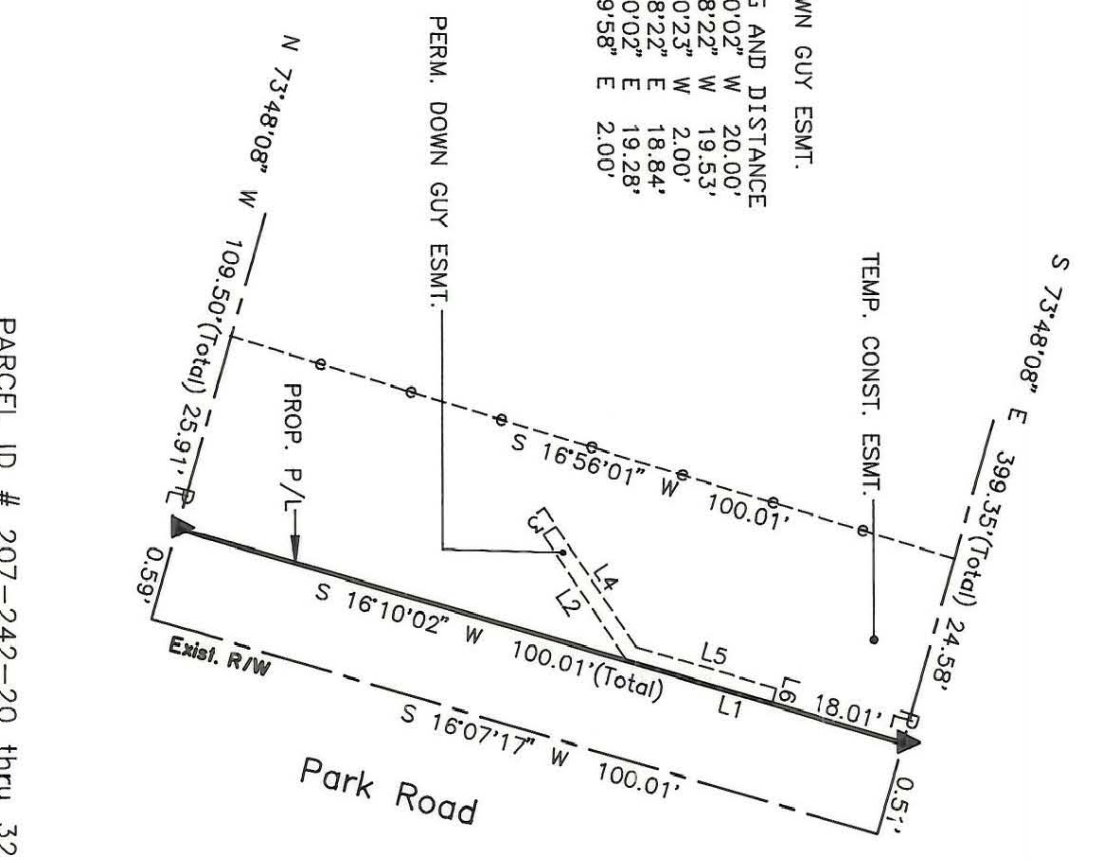 WN GUY ESMT.
G AND DISTANCE
0'02" W 20.00'
8'22" W 19.53'
0'23" W 2.00'
8'22" E 18.84'
0'02" E 19.28'
9'58" E 2.00'
PERM. DOWN GUY ESMT.
TEMP. CONST. ESMT.
S 73°48'08" E 399.35'(Total) 24.58'
N 73°48'08" W 109.50'(Total) 25.91'
PROP. P/L
S 16°56'01" W 100.01'
L3
L4
L2
L5
L6
18.01'
L1
S 16°10'02" W 100.01'(Total)
0.59'
0.51'
Exist. R/W
S 16°07'17" W 100.01'
Park Road
PARCEL ID # 207-242-20 thru 32